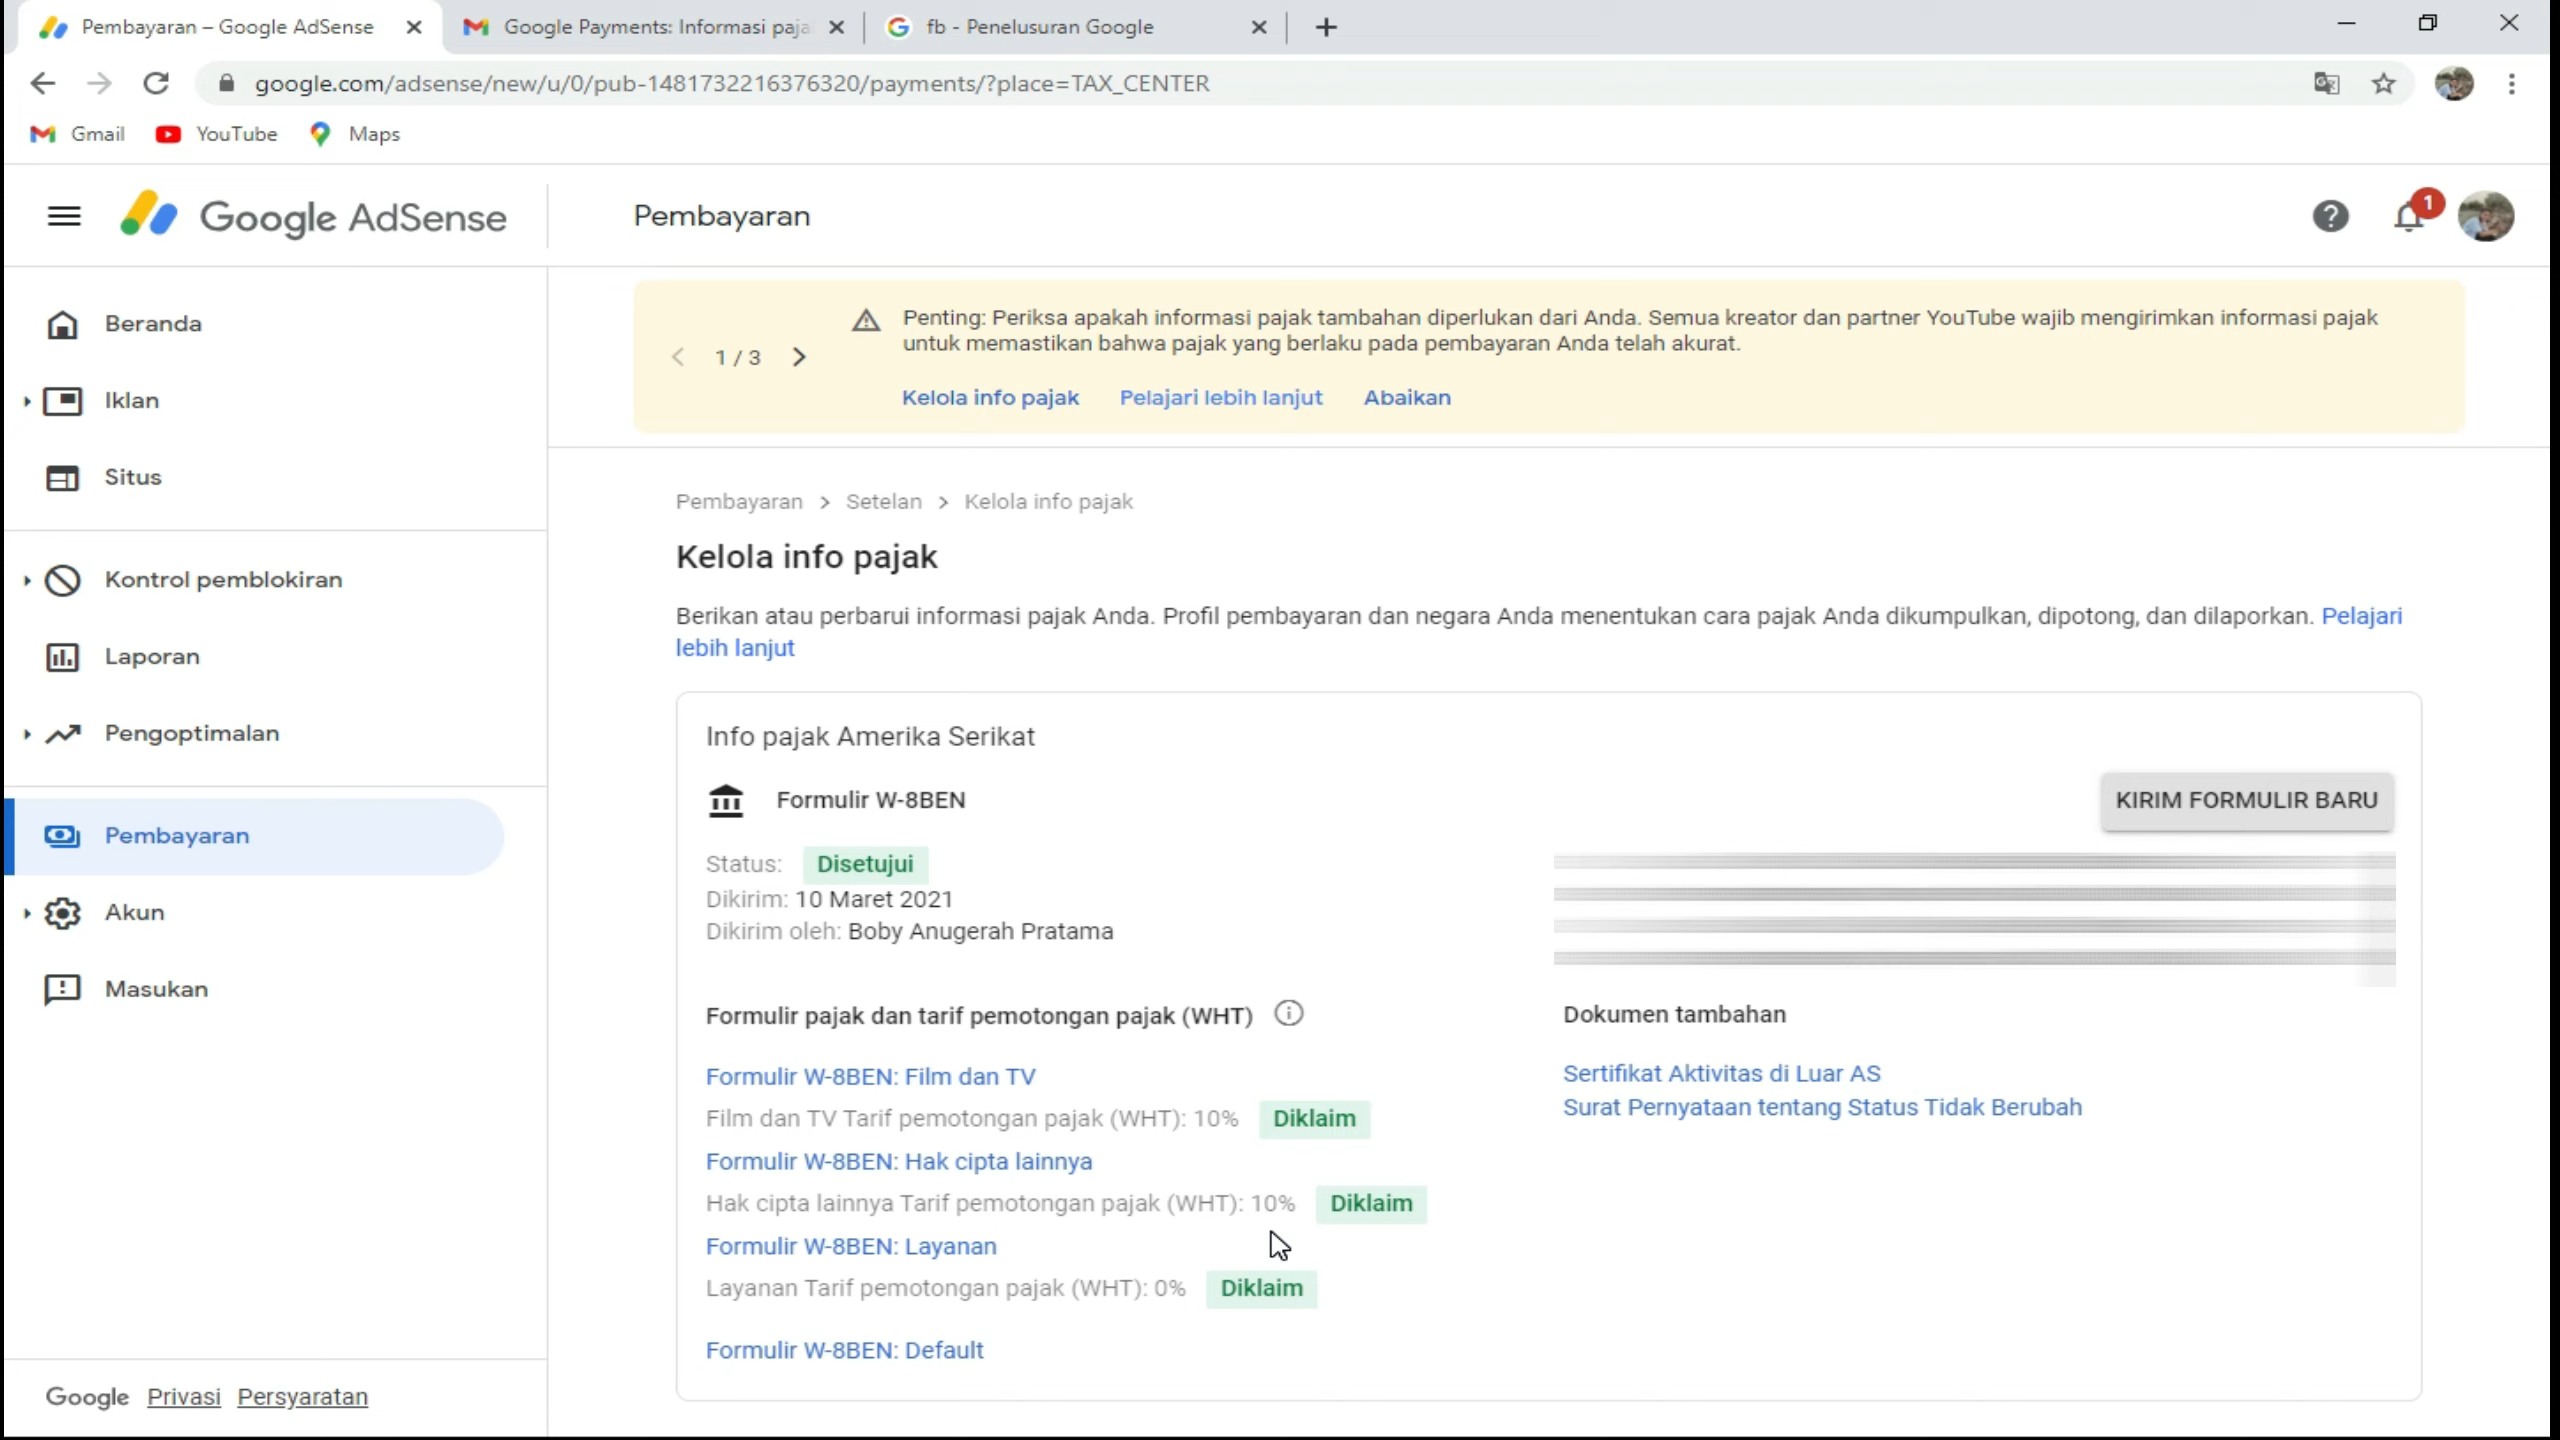 Pembayaran – Google AdSense
Google Payments: Informasi paja
fb - Penelusuran Google
google.com/adsense/new/u/0/pub-1481732216376320/payments/?place=TAX_CENTER
Gmail
YouTube
Maps
Google AdSense
Pembayaran
1
Beranda
Iklan
Situs
Kontrol pemblokiran
Laporan
Pengoptimalan
Pembayaran
Akun
Masukan
Google Privasi Persyaratan
1 / 3
Penting: Periksa apakah informasi pajak tambahan diperlukan dari Anda. Semua kreator dan partner YouTube wajib mengirimkan informasi pajak
untuk memastikan bahwa pajak yang berlaku pada pembayaran Anda telah akurat.
Kelola info pajak Pelajari lebih lanjut Abaikan
Pembayaran > Setelan > Kelola info pajak
Kelola info pajak
Berikan atau perbarui informasi pajak Anda. Profil pembayaran dan negara Anda menentukan cara pajak Anda dikumpulkan, dipotong, dan dilaporkan. Pelajari
lebih lanjut
Info pajak Amerika Serikat
Formulir W-8BEN
KIRIM FORMULIR BARU
Status: Disetujui
Dikirim: 10 Maret 2021
Dikirim oleh: Boby Anugerah Pratama
Formulir pajak dan tarif pemotongan pajak (WHT)
Formulir W-8BEN: Film dan TV
Film dan TV Tarif pemotongan pajak (WHT): 10% Diklaim
Formulir W-8BEN: Hak cipta lainnya
Hak cipta lainnya Tarif pemotongan pajak (WHT): 10% Diklaim
Formulir W-8BEN: Layanan
Layanan Tarif pemotongan pajak (WHT): 0% Diklaim
Formulir W-8BEN: Default
Dokumen tambahan
Sertifikat Aktivitas di Luar AS
Surat Pernyataan tentang Status Tidak Berubah